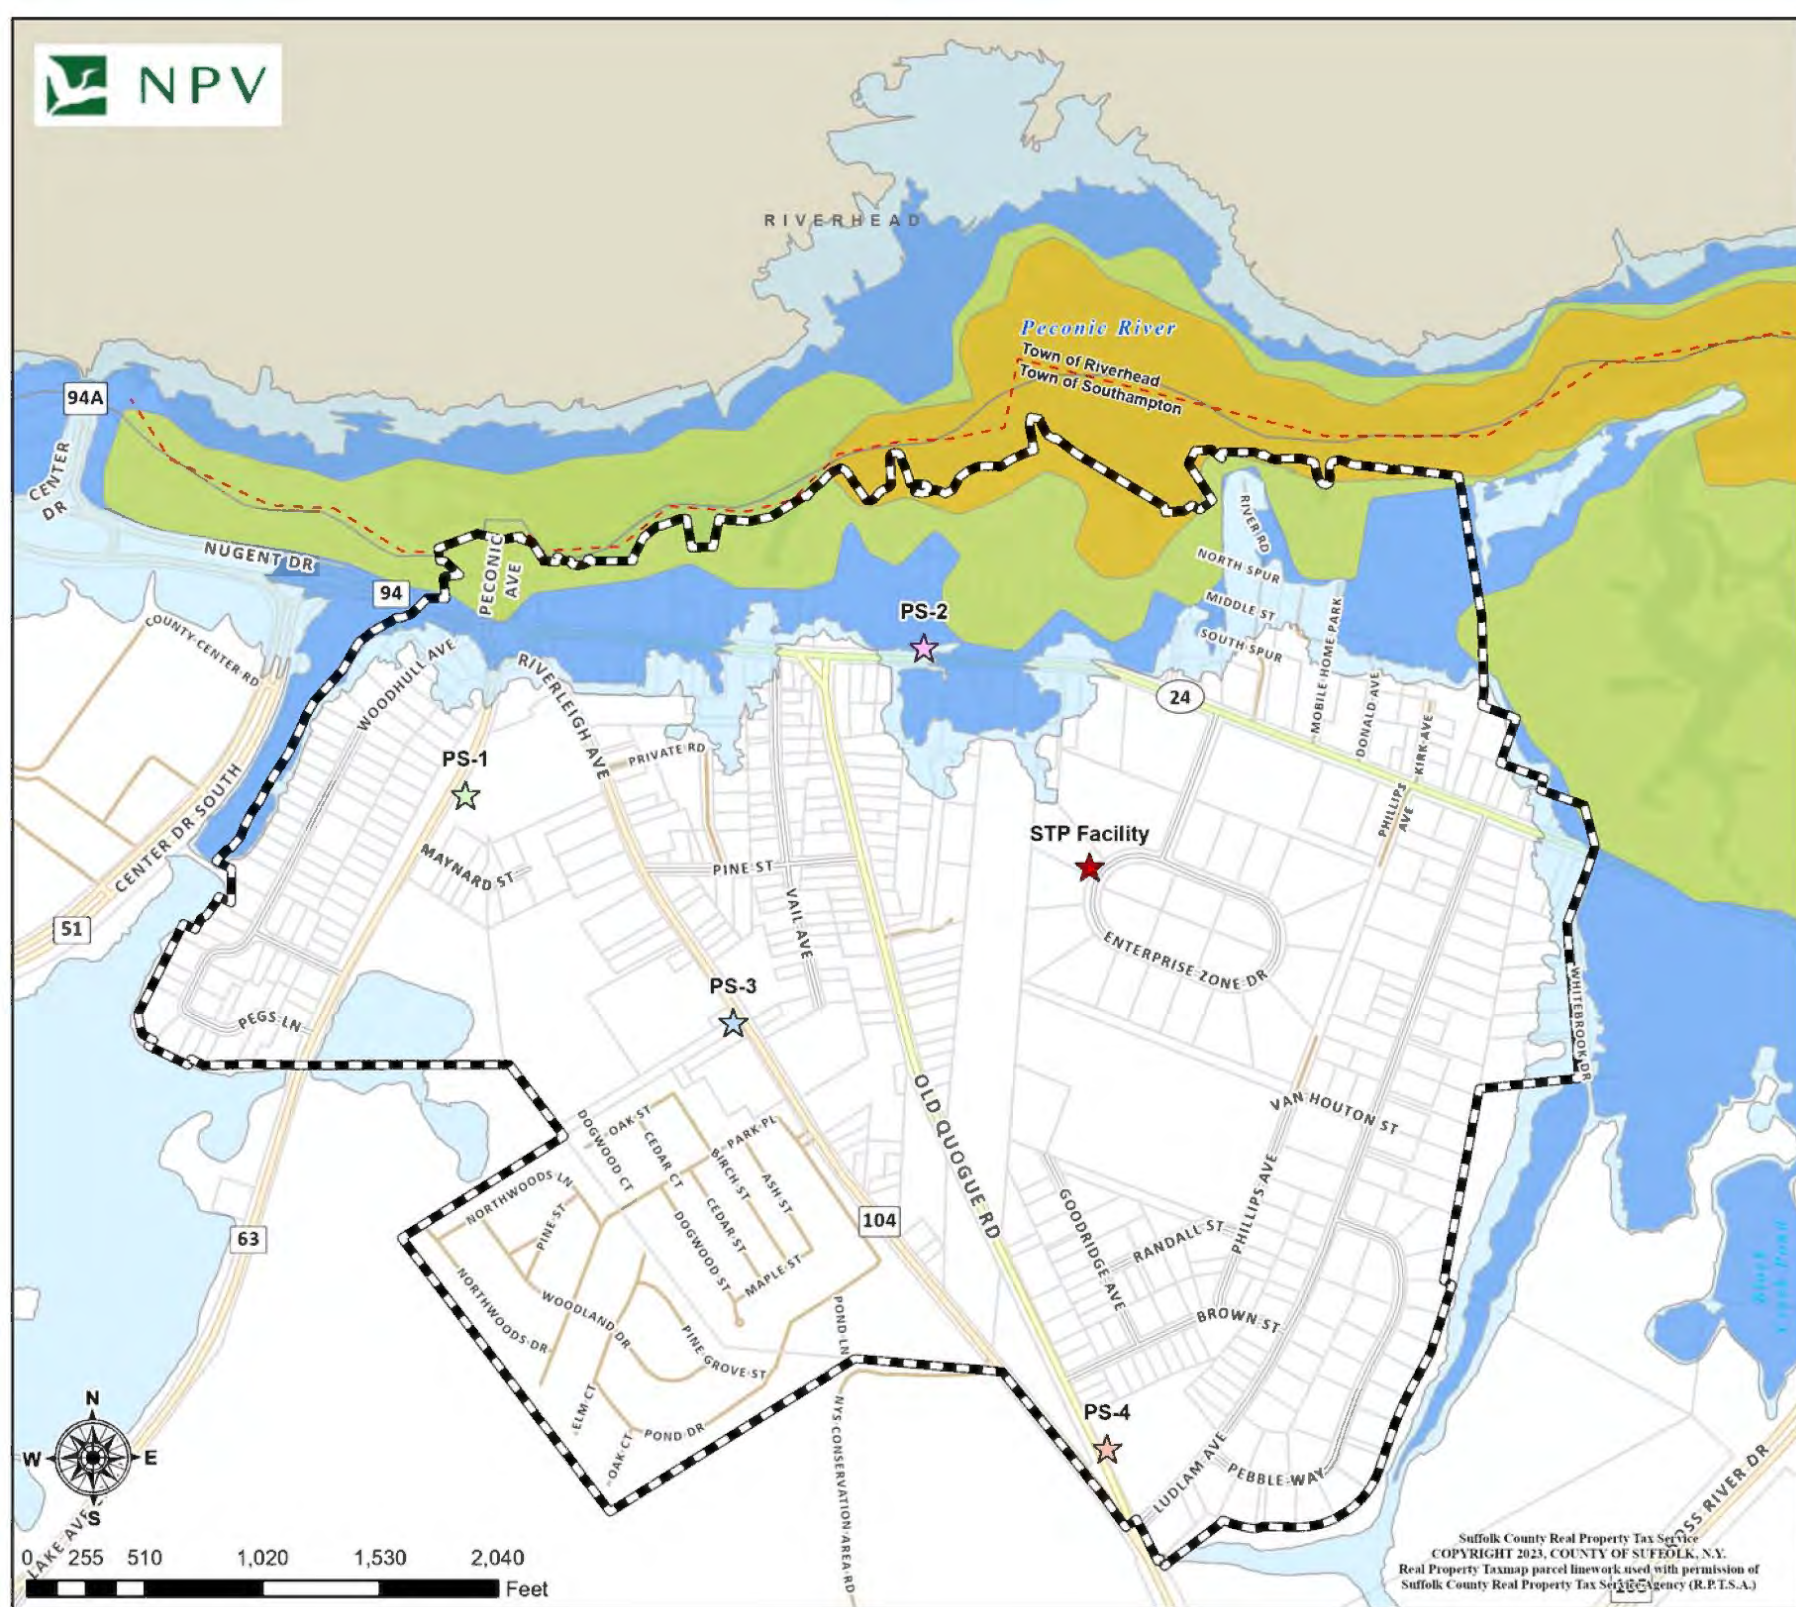 NPV
RIVERHEAD
Peconic River
Town of Riverhead
Town of Southampton
94A
CENTER
DR
NUGENT DR
94
PECONIC
AVE
RIVER RD
NORTH SPUR
MIDDLE ST
SOUTH SPUR
MOBILE HOME PARK
PS-2
COUNTY CENTER RD
WOODHULL AVE
RIVERLEIGH AVE
24
DONALD AVE
KIRK AVE
PHILLIPS
AVE
PRIVATE RD
PS-1
CENTER DR SOUTH
STP Facility
MAYNARD ST
PINE ST
VAIL AVE
51
ENTERPRISE ZONE DR
WHITEBROOK DR
PS-3
PEGS LN
OLD QUOGUE RD
VAN HOUTON ST
OAK ST
DOGWOOD CT
CEDAR CT
PARK PL
BIRCH ST
ASH ST
NORTHWOODS LN
PINE ST
CEDAR ST
DOGWOOD ST
MAPLE ST
104
63
GOODRIDGE AVE
RANDALL ST
PHILLIPS AVE
BROWN ST
NORTHWOODS DR
WOODLAND DR
PINE GROVE ST
POND LN
ELM CT
OAK CT
POND DR
NYS CONSERVATION AREA RD
PS-4
LUDLAM AVE
PEBBLE WAY
N
W
E
S
LAKE AVE
0 255 510 1,020 1,530 2,040
Feet
Suffolk County Real Property Tax Service
COPYRIGHT 2023, COUNTY OF SUFFOLK, N.Y.
Real Property Taxmap parcel linework used with permission of
Suffolk County Real Property Tax Service Agency (R.P.T.S.A.)